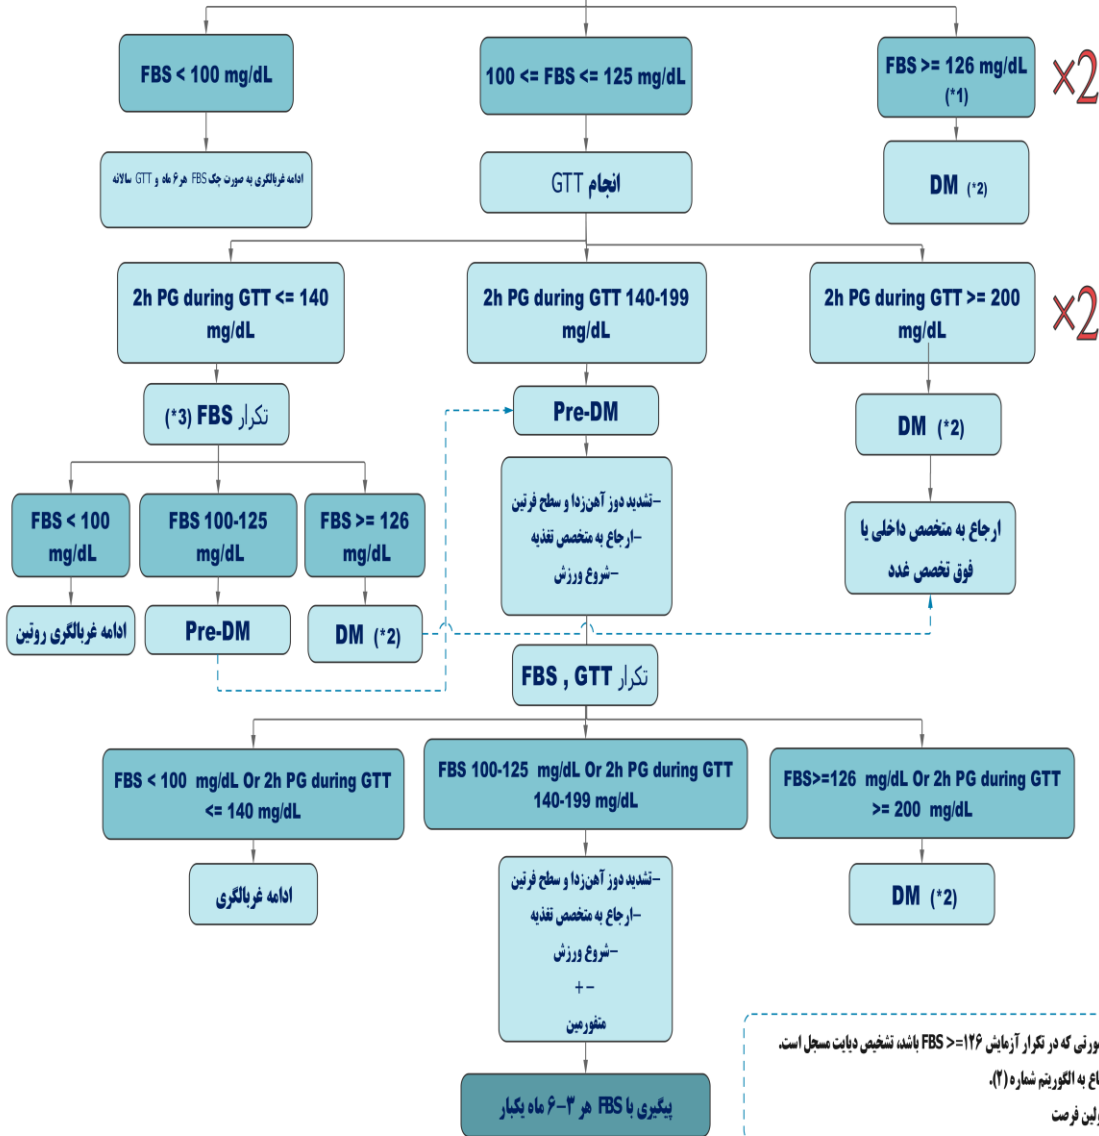 FBS < 100 mg/dL
100 <= FBS <= 125 mg/dL
FBS >= 126 mg/dL
(*1)
×2
ادامه غربالگری به صورت چک FBS هر ۶ ماه و GTT سالانه
انجام GTT
DM (*2)
2h PG during GTT <= 140
mg/dL
2h PG during GTT 140-199
mg/dL
2h PG during GTT >= 200
mg/dL
×2
تکرار FBS (*3)
Pre-DM
DM (*2)
FBS < 100
mg/dL
FBS 100-125
mg/dL
FBS >= 126
mg/dL
-تشدید دوز آهن‌زدا و سطح فرتین
-ارجاع به متخصص تغذیه
-شروع ورزش
ارجاع به متخصص داخلی یا
فوق تخصص غدد
ادامه غربالگری روتین
Pre-DM
DM (*2)
تکرار FBS , GTT
FBS < 100 mg/dL Or 2h PG during GTT
<= 140 mg/dL
FBS 100-125 mg/dL Or 2h PG during GTT
140-199 mg/dL
FBS>=126 mg/dL Or 2h PG during GTT
>= 200 mg/dL
ادامه غربالگری
-تشدید دوز آهن‌زدا و سطح فرتین
-ارجاع به متخصص تغذیه
-شروع ورزش
+ -
متفورمین
DM (*2)
پیگیری با FBS هر ۳-۶ ماه یکبار
که در تکرار آزمایش FBS >=۱۲۶ باشد، تشخیص دیابت مسجل است.
به الگوریتم شماره (۲).
فرصت